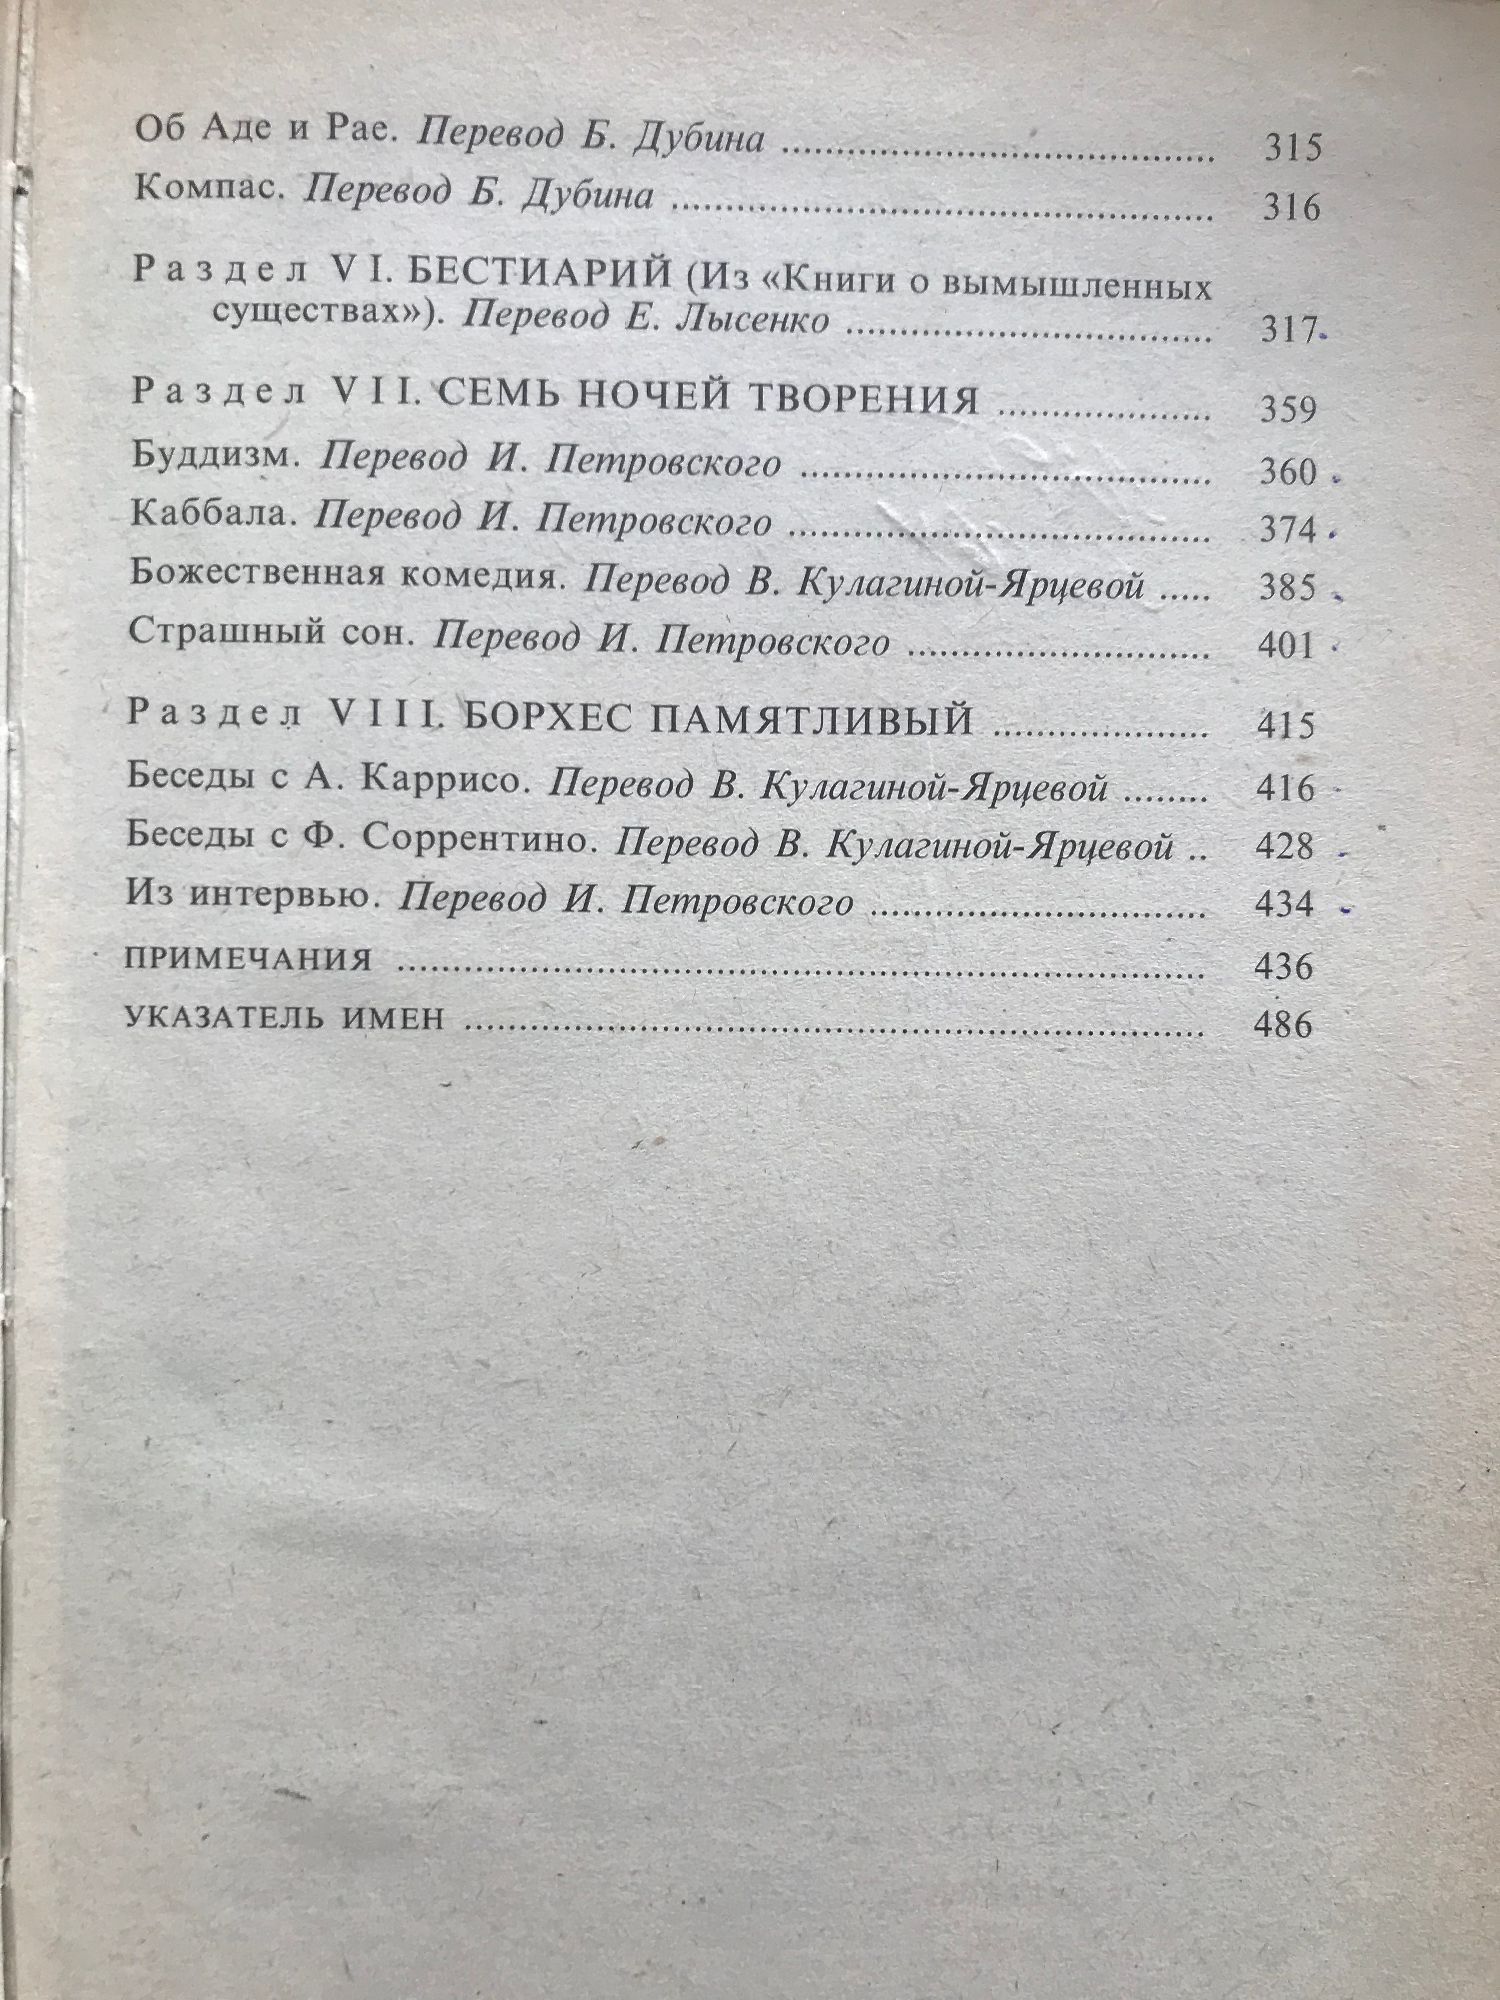 Об Аде и Рае. Перевод Б. Дубина ........................................ 315
Компас. Перевод Б. Дубина .................................................. 316
Раздел VI. БЕСТИАРИЙ (Из «Книги о вымышленных
существах»). Перевод Е. Лысенко .................................. 317
Раздел VII. СЕМЬ НОЧЕЙ ТВОРЕНИЯ .................... 359
Буддизм. Перевод И. Петровского ...................................... 360
Каббала. Перевод И. Петровского ....................................... 374
Божественная комедия. Перевод В. Кулагиной-Ярцевой ..... 385
Страшный сон. Перевод И. Петровского ............................ 401
Раздел VIII. БОРХЕС ПАМЯТЛИВЫЙ .................... 415
Беседы с А. Каррисо. Перевод В. Кулагиной-Ярцевой ........ 416
Беседы с Ф. Соррентино. Перевод В. Кулагиной-Ярцевой .. 428
Из интервью. Перевод И. Петровского ............................... 434
ПРИМЕЧАНИЯ .......................................................................... 436
УКАЗАТЕЛЬ ИМЕН .................................................................... 486